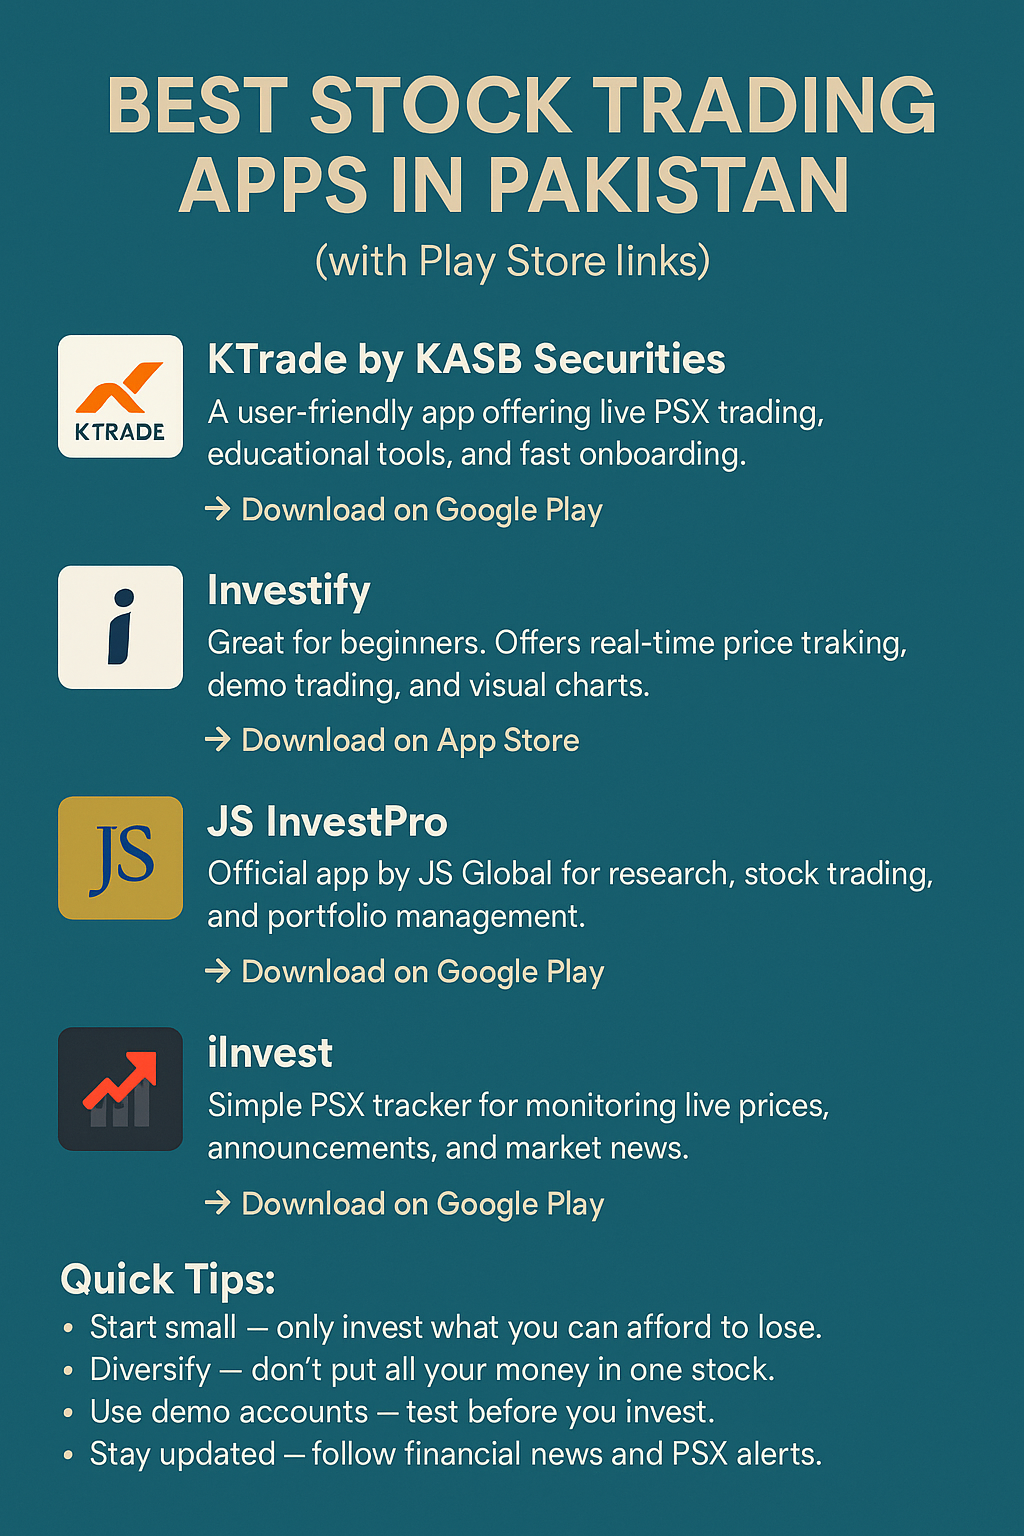 BEST STOCK TRADING
APPS IN PAKISTAN
(with Play Store links)
KTRADE
KTrade by KASB Securities
A user-friendly app offering live PSX trading,
educational tools, and fast onboarding.
→ Download on Google Play
i
Investify
Great for beginners. Offers real-time price traking,
demo trading, and visual charts.
→ Download on App Store
JS
JS InvestPro
Official app by JS Global for research, stock trading,
and portfolio management.
→ Download on Google Play
iInvest
Simple PSX tracker for monitoring live prices,
announcements, and market news.
→ Download on Google Play
Quick Tips:
• Start small — only invest what you can afford to lose.
• Diversify — don’t put all your money in one stock.
• Use demo accounts — test before you invest.
• Stay updated — follow financial news and PSX alerts.